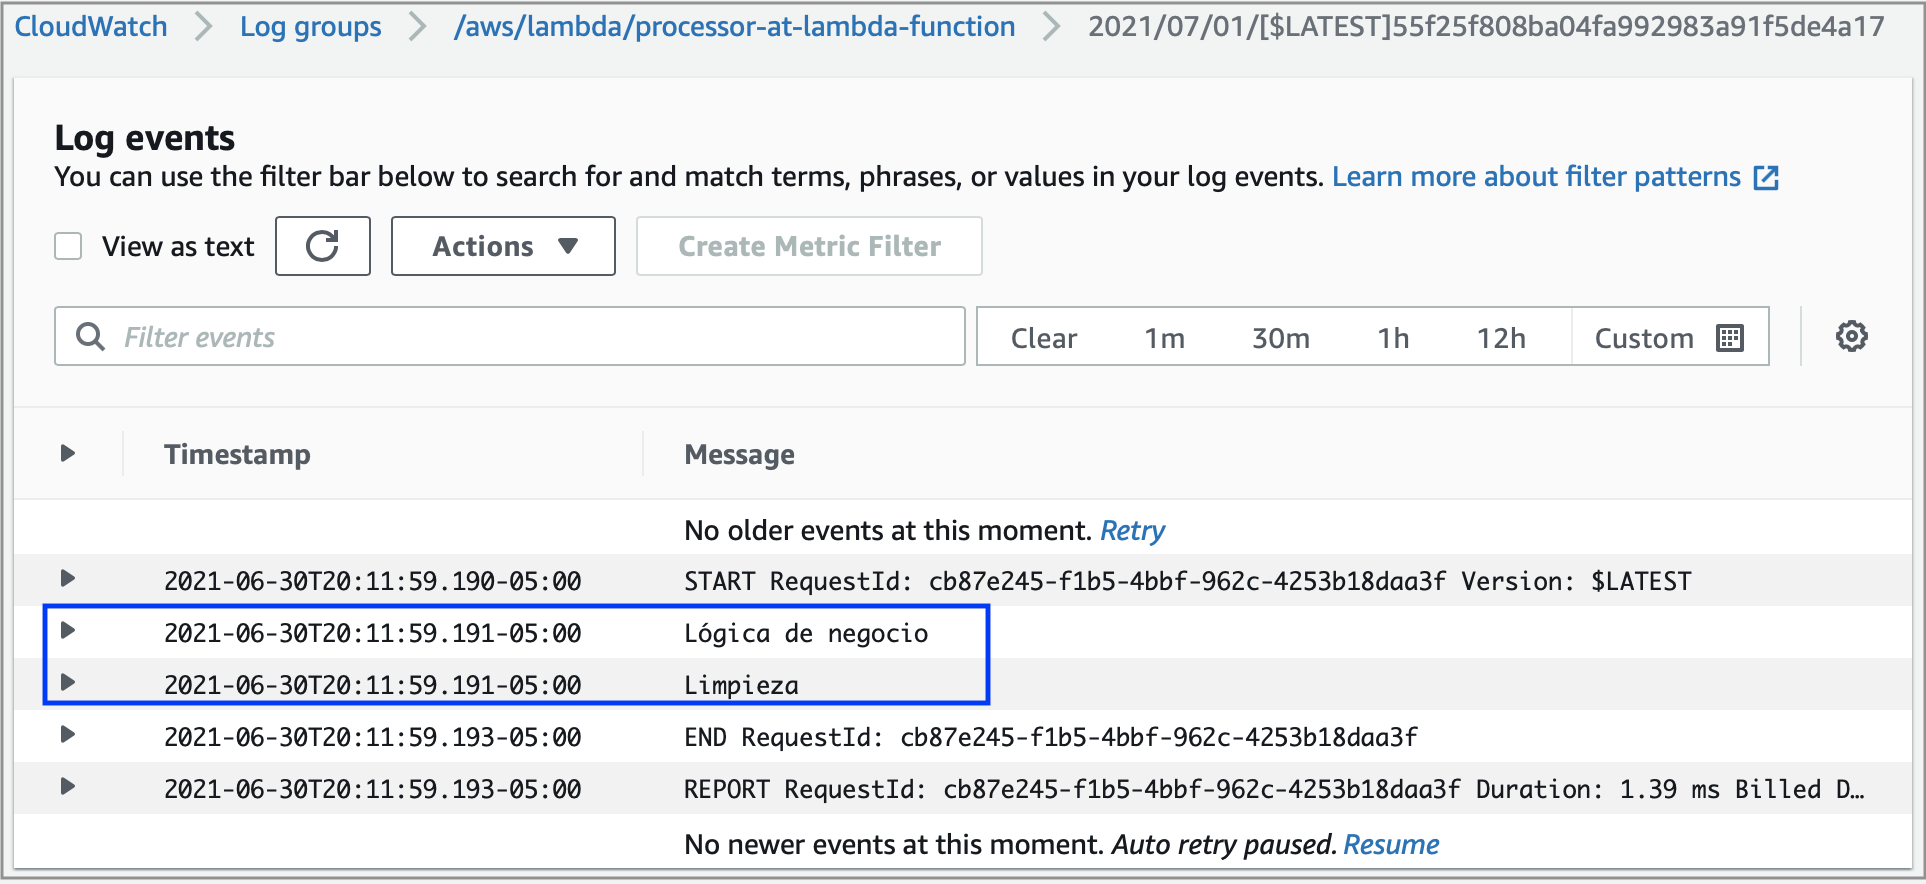 CloudWatch > Log groups > /aws/lambda/processor-at-lambda-function > 2021/07/01/[$LATEST]55f25f808ba04fa992983a91f5de4a17
Log events
You can use the filter bar below to search for and match terms, phrases, or values in your log events. Learn more about filter patterns
View as text Actions Create Metric Filter
Filter events Clear 1m 30m 1h 12h Custom
Timestamp Message
No older events at this moment. Retry
2021-06-30T20:11:59.190-05:00 START RequestId: cb87e245-f1b5-4bbf-962c-4253b18daa3f Version: $LATEST
2021-06-30T20:11:59.191-05:00 Lógica de negocio
2021-06-30T20:11:59.191-05:00 Limpieza
2021-06-30T20:11:59.193-05:00 END RequestId: cb87e245-f1b5-4bbf-962c-4253b18daa3f
2021-06-30T20:11:59.193-05:00 REPORT RequestId: cb87e245-f1b5-4bbf-962c-4253b18daa3f Duration: 1.39 ms Billed D…
No newer events at this moment. Auto retry paused. Resume